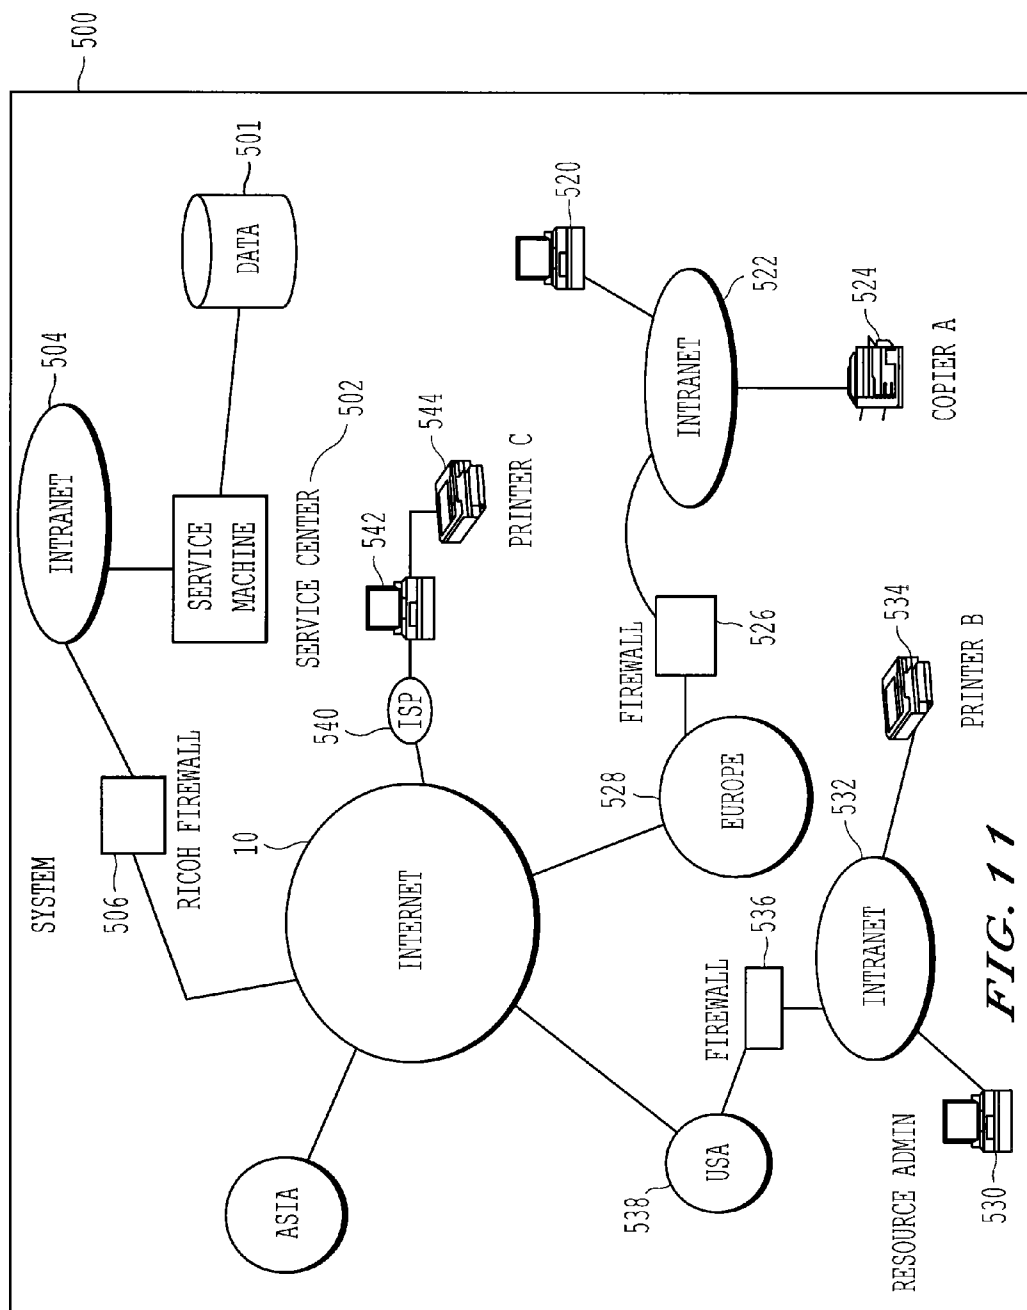 500
SYSTEM
INTRANET
504
506
RICOH FIREWALL
SERVICE
MACHINE
DATA
501
SERVICE CENTER
502
ASIA
INTERNET
10
540
ISP
542
544
PRINTER C
520
USA
538
FIREWALL
536
EUROPE
528
FIREWALL
526
INTRANET
522
524
COPIER A
RESOURCE ADMIN
530
INTRANET
532
534
PRINTER B
FIG. 11